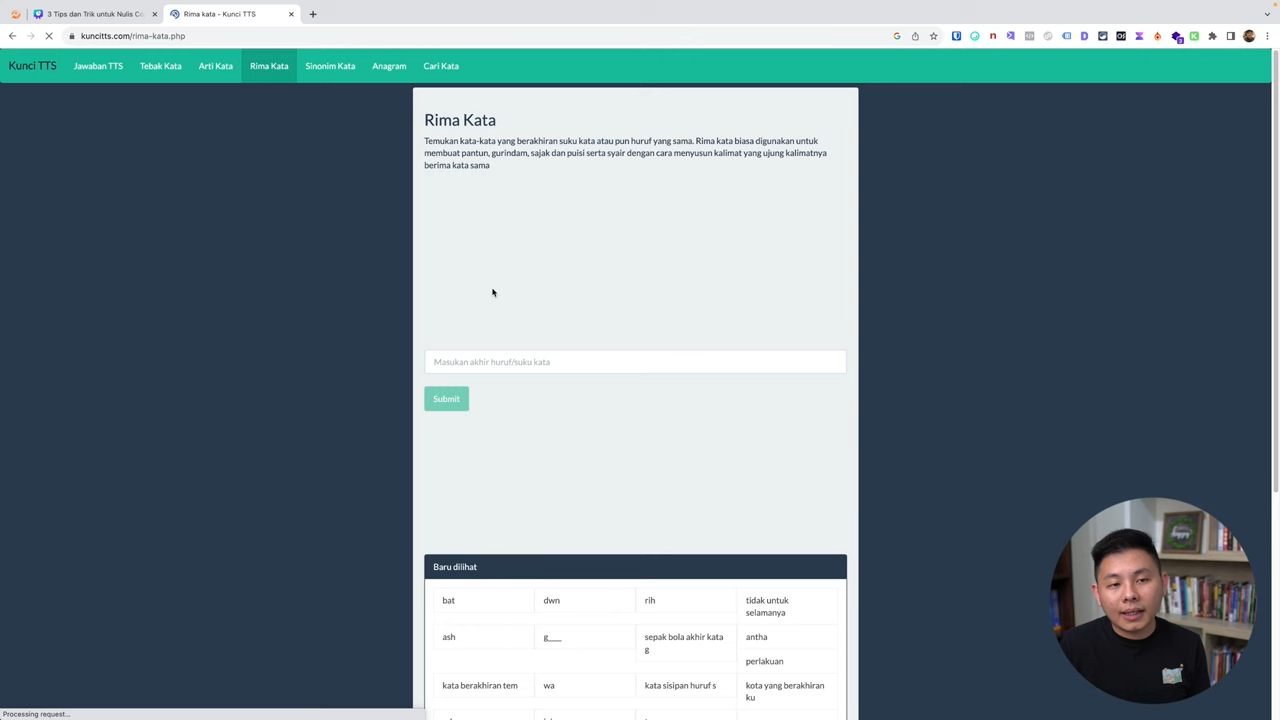 3 Tips dan Trik untuk Nulis Co
Rima kata - Kunci TTS
kuncitts.com/rima-kata.php
Kunci TTS
Jawaban TTS
Tebak Kata
Arti Kata
Rima Kata
Sinonim Kata
Anagram
Cari Kata
Rima Kata
Temukan kata-kata yang berakhiran suku kata atau pun huruf yang sama. Rima kata biasa digunakan untuk
membuat pantun, gurindam, sajak dan puisi serta syair dengan cara menyusun kalimat yang ujung kalimatnya
berima kata sama
Masukan akhir huruf/suku kata
Submit
Baru dilihat
bat
dwn
rih
tidak untuk
selamanya
ash
g___
sepak bola akhir kata
g
antha
perlakuan
kata berakhiran tem
wa
kata sisipan huruf s
kota yang berakhiran
ku
Processing request...